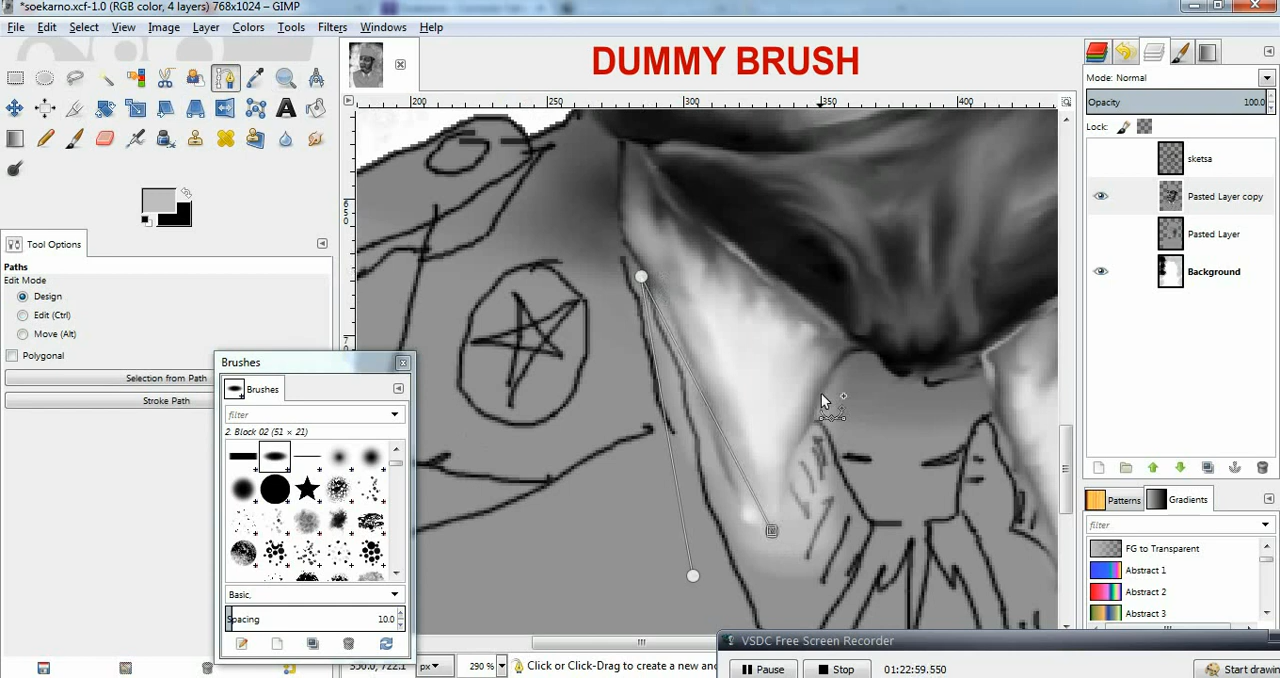 *soekarno.xcf-1.0 (RGB color, 4 layers) 768x1024 – GIMP
File Edit Select View Image Layer Colors Tools Filters Windows Help
DUMMY BRUSH
Mode: Normal
Opacity 100.0
Lock:
200 250 300 350 400
sketsa
Pasted Layer copy
Pasted Layer
Background
Tool Options
Paths
Edit Mode
Design
Edit (Ctrl)
Move (Alt)
Polygonal
Selection from Path
Stroke Path
Brushes
Brushes
filter
2. Block 02 (51 × 21)
Basic,
Spacing 10.0
Patterns Gradients
filter
FG to Transparent
Abstract 1
Abstract 2
Abstract 3
px 290 % Click or Click-Drag to create a new
VSDC Free Screen Recorder
Pause Stop 01:22:59.550 Start drawin